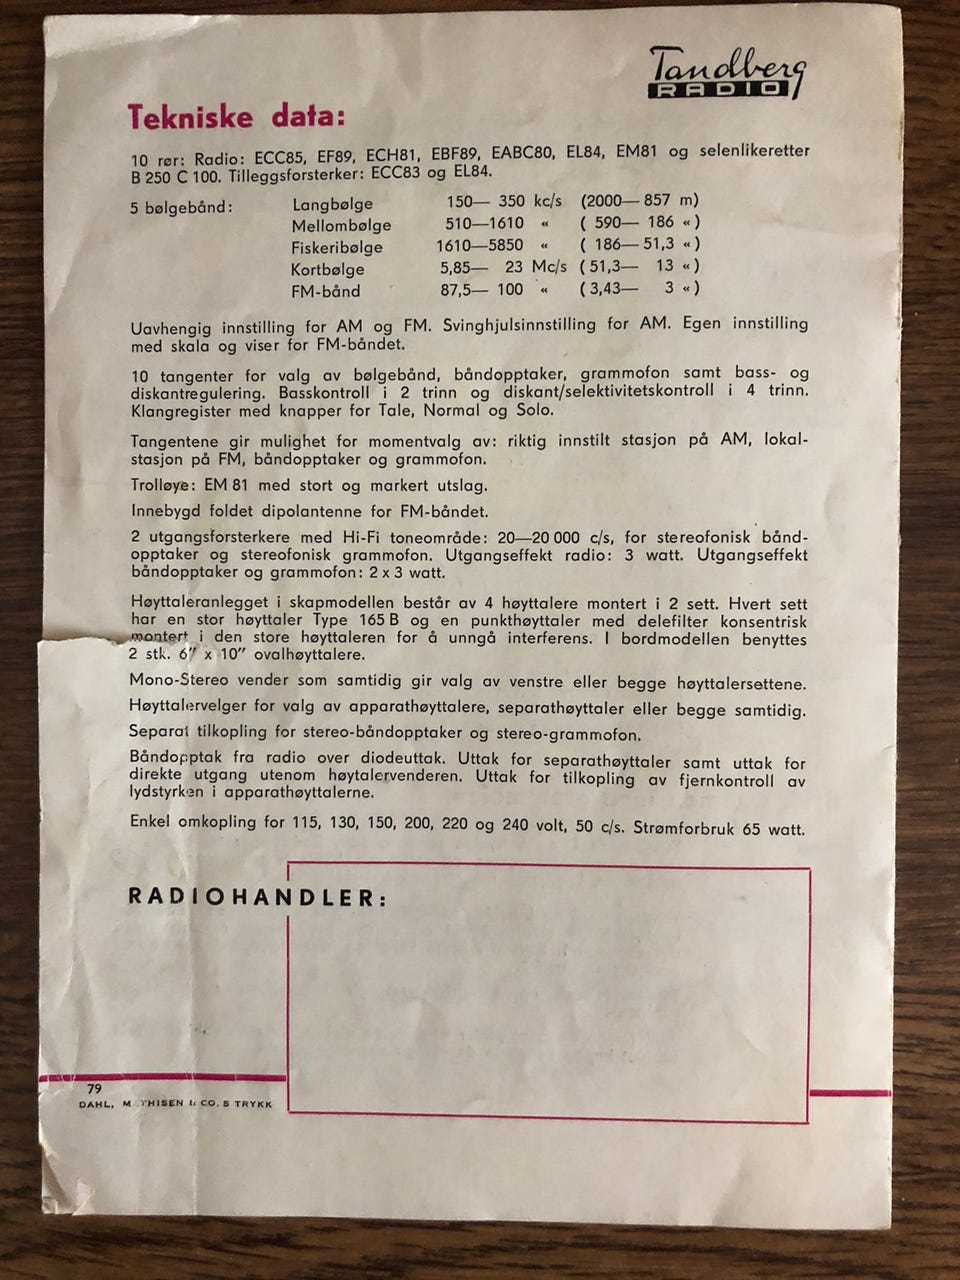 Tandberg
RADIO
Tekniske data:
10 rør: Radio: ECC85, EF89, ECH81, EBF89, EABC80, EL84, EM81 og selenlikeretter
B 250 C 100. Tilleggsforsterker: ECC83 og EL84.
5 bølgebånd: Langbølge 150— 350 kc/s (2000— 857 m)
Mellombølge 510—1610 « ( 590— 186 «)
Fiskeribølge 1610—5850 « ( 186— 51,3 «)
Kortbølge 5,85— 23 Mc/s (51,3— 13 «)
FM-bånd 87,5— 100 « (3,43— 3 «)
Uavhengig innstilling for AM og FM. Svinghjulsinnstilling for AM. Egen innstilling
med skala og viser for FM-båndet.
10 tangenter for valg av bølgebånd, båndopptaker, grammofon samt bass- og
diskantregulering. Basskontroll i 2 trinn og diskant/selektivitetskontroll i 4 trinn.
Klangregister med knapper for Tale, Normal og Solo.
Tangentene gir mulighet for momentvalg av: riktig innstilt stasjon på AM, lokal-
stasjon på FM, båndopptaker og grammofon.
Trolløye: EM 81 med stort og markert utslag.
Innebygd foldet dipolantenne for FM-båndet.
2 utgangsforsterkere med Hi-Fi toneområde: 20—20 000 c/s, for stereofonisk bånd-
opptaker og stereofonisk grammofon. Utgangseffekt radio: 3 watt. Utgangseffekt
båndopptaker og grammofon: 2 x 3 watt.
Høyttaleranlegget i skapmodellen består av 4 høyttalere montert i 2 sett. Hvert sett
har en stor høyttaler Type 165 B og en punkthøyttaler med delefilter konsentrisk
montert i den store høyttaleren for å unngå interferens. I bordmodellen benyttes
2 stk. 6″ x 10″ ovalhøyttalere.
Mono-Stereo vender som samtidig gir valg av venstre eller begge høyttalersettene.
Høyttalervelger for valg av apparathøyttalere, separathøyttaler eller begge samtidig.
Separat tilkopling for stereo-båndopptaker og stereo-grammofon.
Båndopptak fra radio over diodeuttak. Uttak for separathøyttaler samt uttak for
direkte utgang utenom høytalervenderen. Uttak for tilkopling av fjernkontroll av
lydstyrken i apparathøyttalerne.
Enkel omkopling for 115, 130, 150, 200, 220 og 240 volt, 50 c/s. Strømforbruk 65 watt.
RADIOHANDLER:
79
DAHL, & CO. S TRYKK